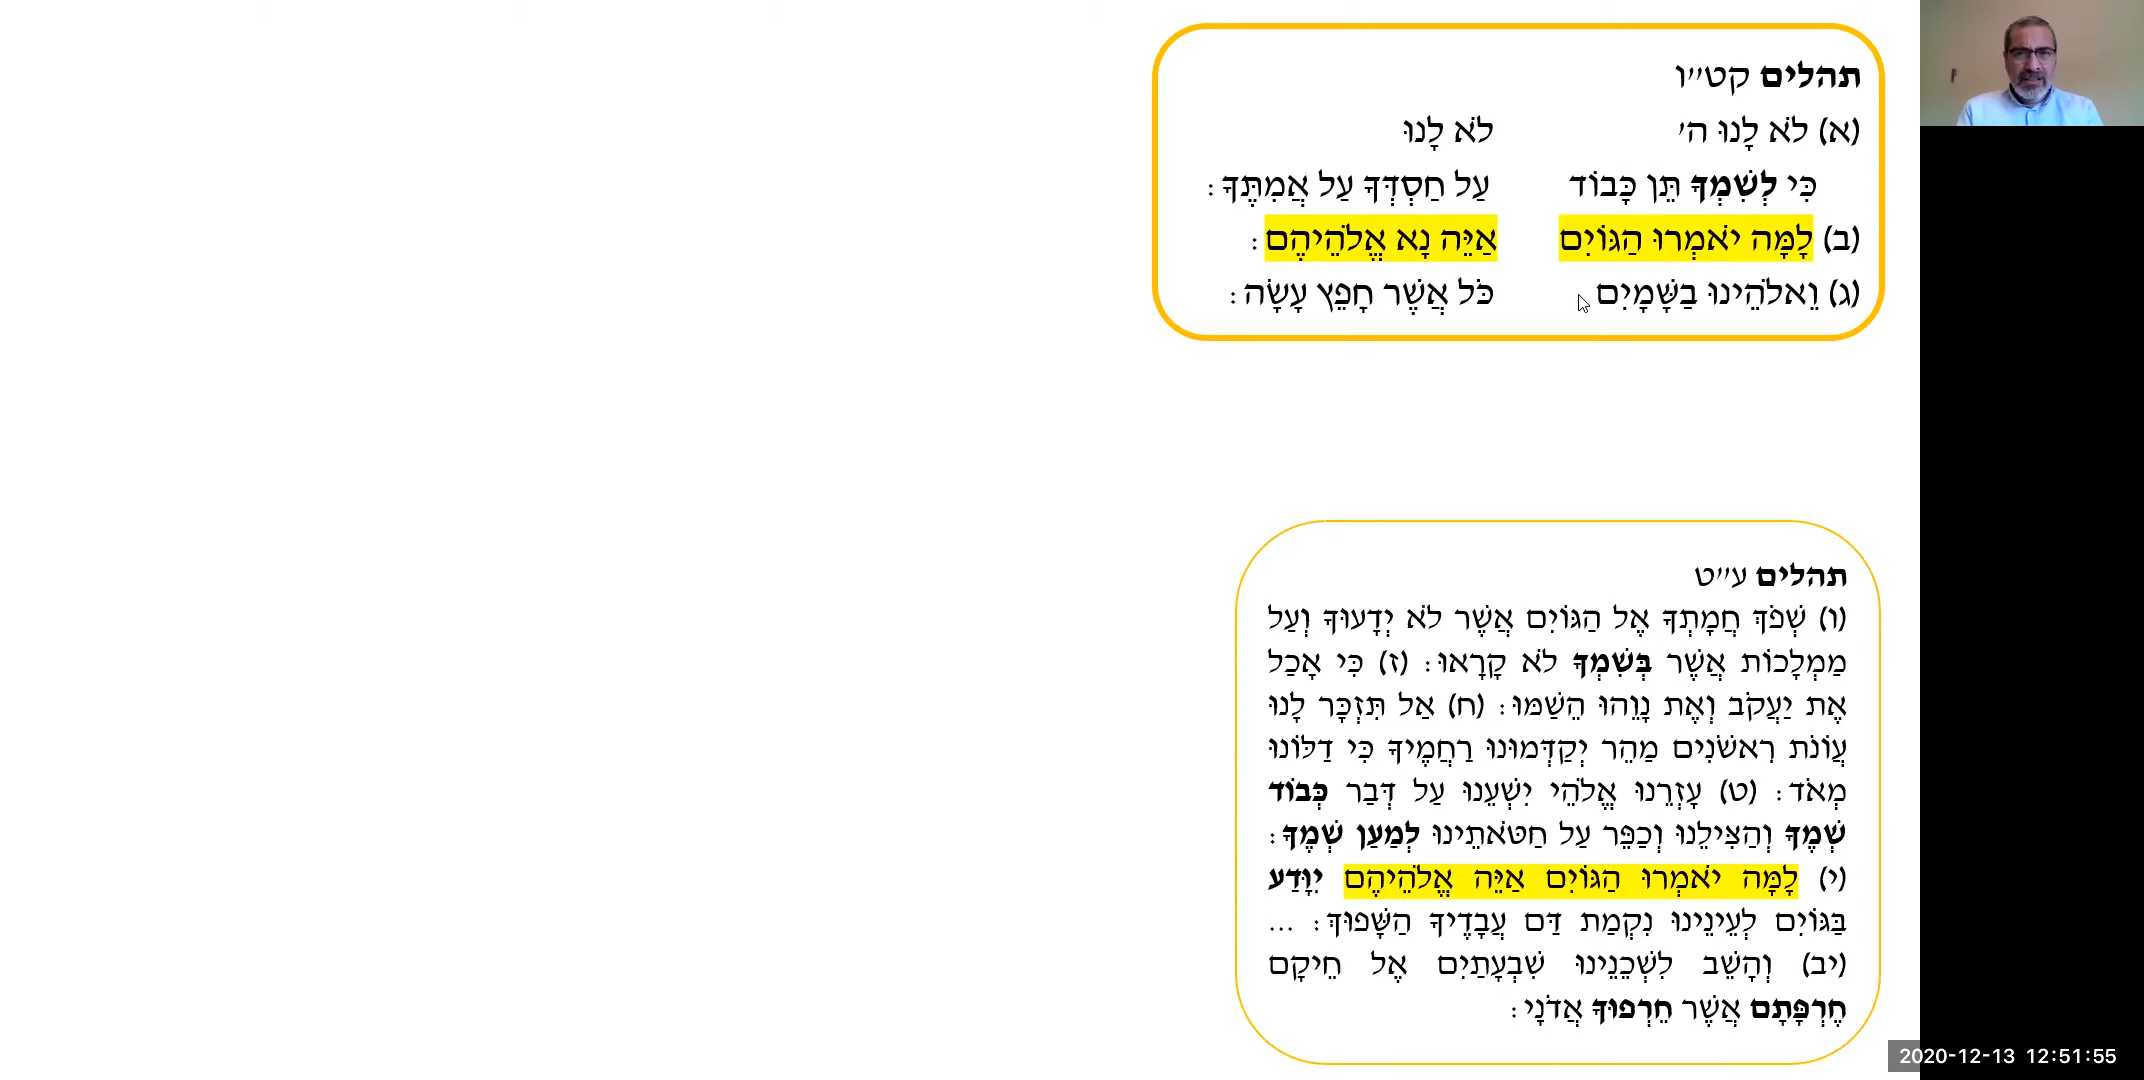 תהלים קט״ו
(א) לֹא לָנוּ ה׳ לֹא לָנוּ
כִּי לְשִׁמְךָ תֵּן כָּבוֹד עַל חַסְדְּךָ עַל אֲמִתֶּךָ:
(ב) לָמָּה יֹאמְרוּ הַגּוֹיִם אַיֵּה נָא אֱלֹהֵיהֶם:
(ג) וֵאלֹהֵינוּ בַשָּׁמָיִם כֹּל אֲשֶׁר חָפֵץ עָשָׂה:
תהלים ע״ט
(ו) שְׁפֹךְ חֲמָתְךָ אֶל הַגּוֹיִם אֲשֶׁר לֹא יְדָעוּךָ וְעַל
מַמְלָכוֹת אֲשֶׁר בְּשִׁמְךָ לֹא קָרָאוּ: (ז) כִּי אָכַל
אֶת יַעֲקֹב וְאֶת נָוֵהוּ הֵשַׁמּוּ: (ח) אַל תִּזְכָּר לָנוּ
עֲוֹנֹת רִאשֹׁנִים מַהֵר יְקַדְּמוּנוּ רַחֲמֶיךָ כִּי דַלּוֹנוּ
מְאֹד: (ט) עָזְרֵנוּ אֱלֹהֵי יִשְׁעֵנוּ עַל דְּבַר כְּבוֹד
שְׁמֶךָ וְהַצִּילֵנוּ וְכַפֵּר עַל חַטֹּאתֵינוּ לְמַעַן שְׁמֶךָ:
(י) לָמָּה יֹאמְרוּ הַגּוֹיִם אַיֵּה אֱלֹהֵיהֶם יִוָּדַע
בַּגּוֹיִם לְעֵינֵינוּ נִקְמַת דַּם עֲבָדֶיךָ הַשָּׁפוּךְ: ...
(יב) וְהָשֵׁב לִשְׁכֵנֵינוּ שִׁבְעָתַיִם אֶל חֵיקָם
חֶרְפָּתָם אֲשֶׁר חֵרְפוּךָ אֲדֹנָי:
2020-12-13 12:51:55